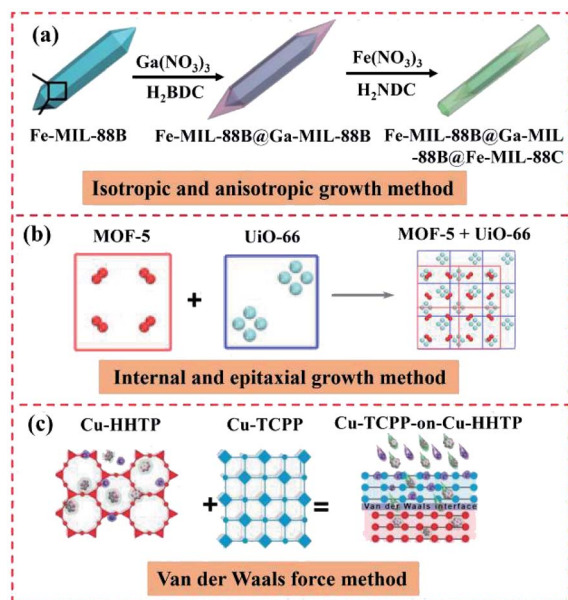 (a)
Ga(NO₃)₃
H₂BDC
Fe(NO₃)₃
H₂NDC
Fe-MIL-88B
Fe-MIL-88B@Ga-MIL-88B
Fe-MIL-88B@Ga-MIL
-88B@Fe-MIL-88C
Isotropic and anisotropic growth method
(b)
MOF-5
UiO-66
MOF-5 + UiO-66
+
Internal and epitaxial growth method
(c)
Cu-HHTP
Cu-TCPP
Cu-TCPP-on-Cu-HHTP
+
=
Van der Waals interface
Van der Waals force method